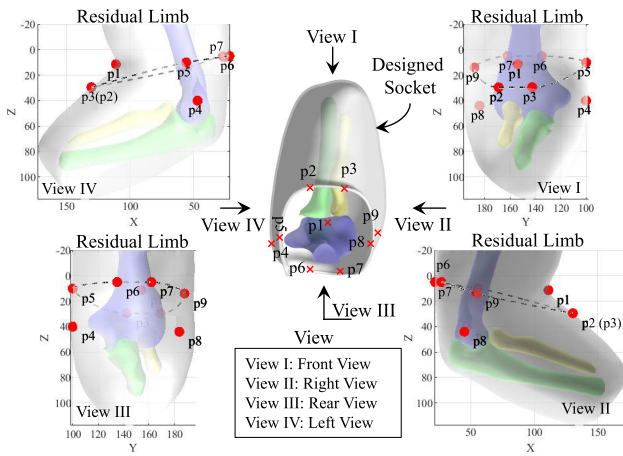 Residual Limb
-20
0
20
40
60
80
100
Z
p1
p3(p2)
p5
p7
p6
p4
View IV
150
100
50
X
View I
Designed
Socket
p2
p3
p1
p5
p4
p6
p7
p8
p9
View IV
View II
View III
Residual Limb
-20
0
20
40
60
80
100
Z
p7
p6
p9
p1
p5
p2
p3
p8
p4
View I
180
160
140
120
100
Y
Residual Limb
-20
0
20
40
60
80
100
Z
p5
p6
p7
p9
p3
p4
p8
View III
100
120
140
160
180
Y
View
View I: Front View
View II: Right View
View III: Rear View
View IV: Left View
Residual Limb
-20
0
20
40
60
80
100
Z
p6
p7
p9
p1
p2 (p3)
p8
View II
50
100
150
X